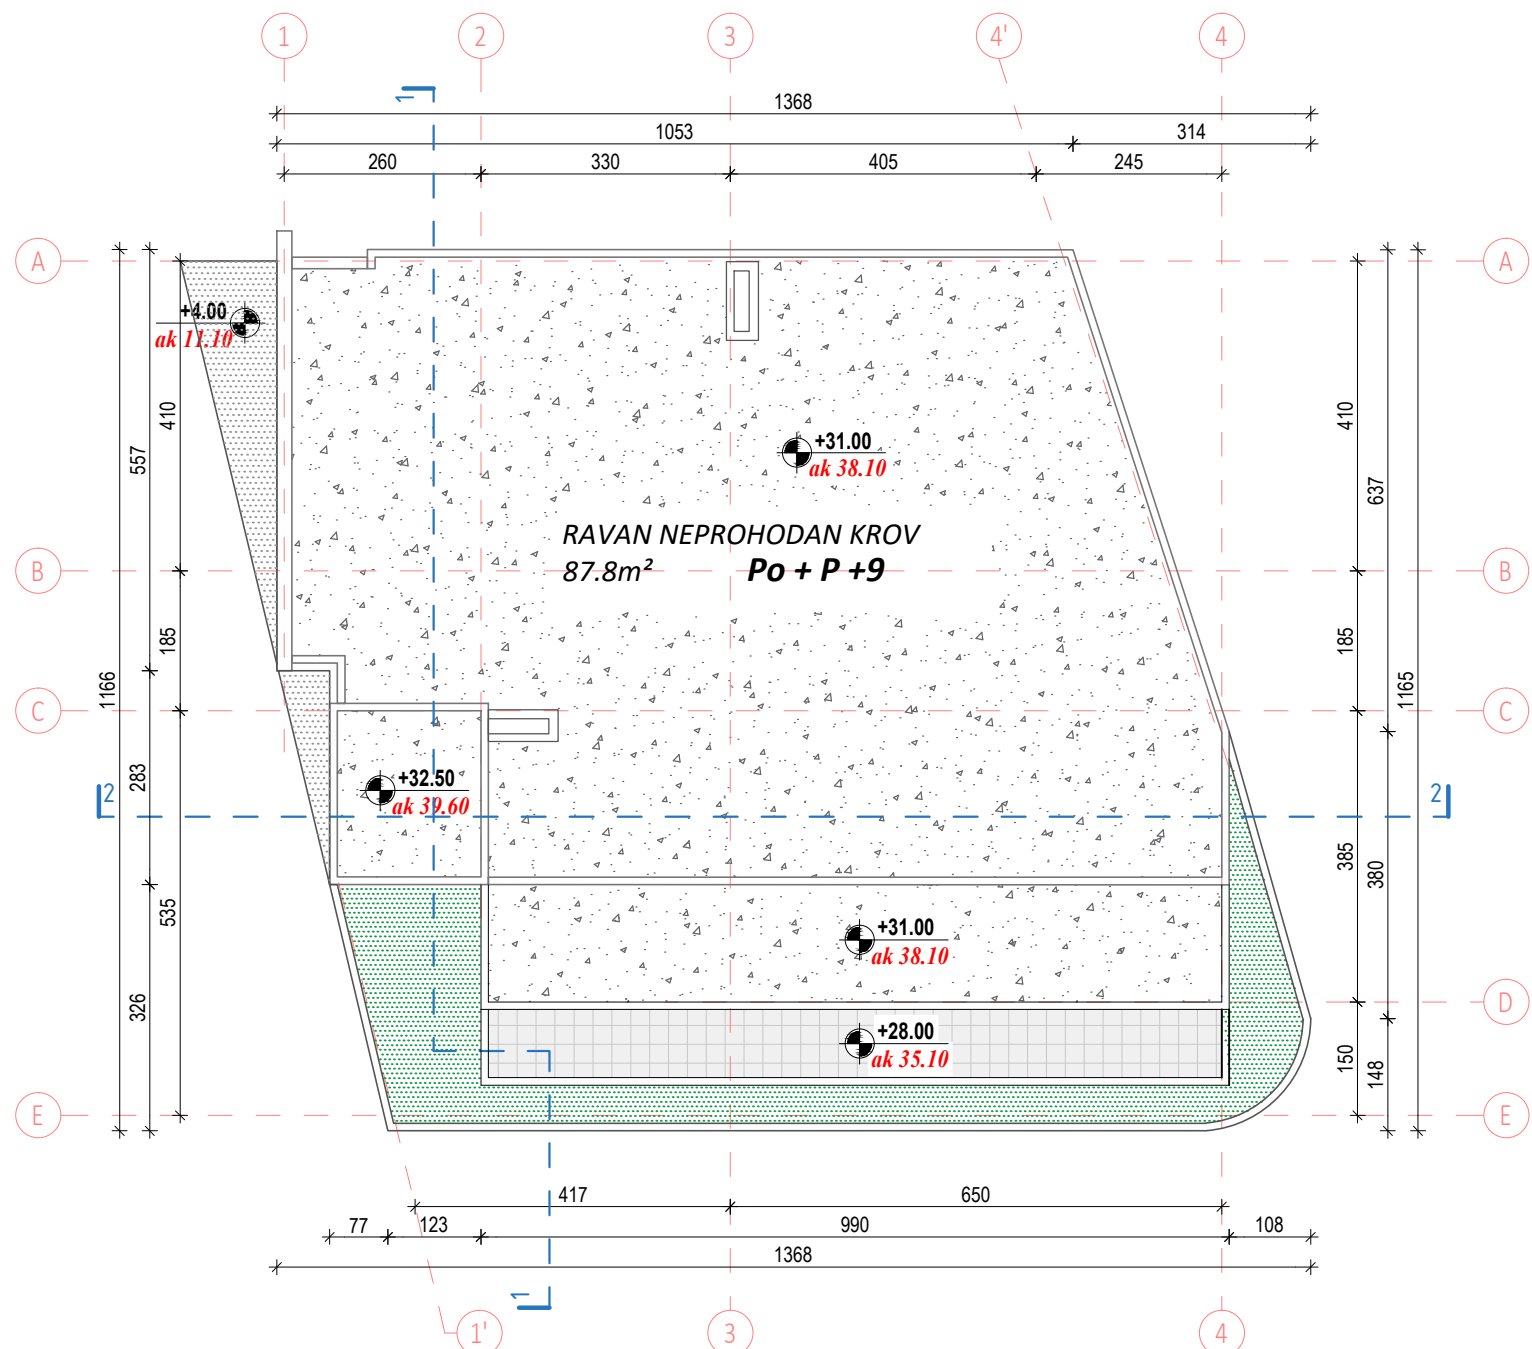 1 2 3 4' 4
1
1368
1053 314
260 330 405 245
A A
+4.00
ak 11.10
410 410
557
+31.00
ak 38.10
637
RAVAN NEPROHODAN KROV
87.8m² Po + P +9
B B
185 185
1166 1165
C C
283
+32.50
ak 39.60
2 2
385 380
535
+31.00
ak 38.10
326
D D
+28.00
ak 35.10
150 148
E E
417 650
77 123 990 108
1368
1
1' 3 4